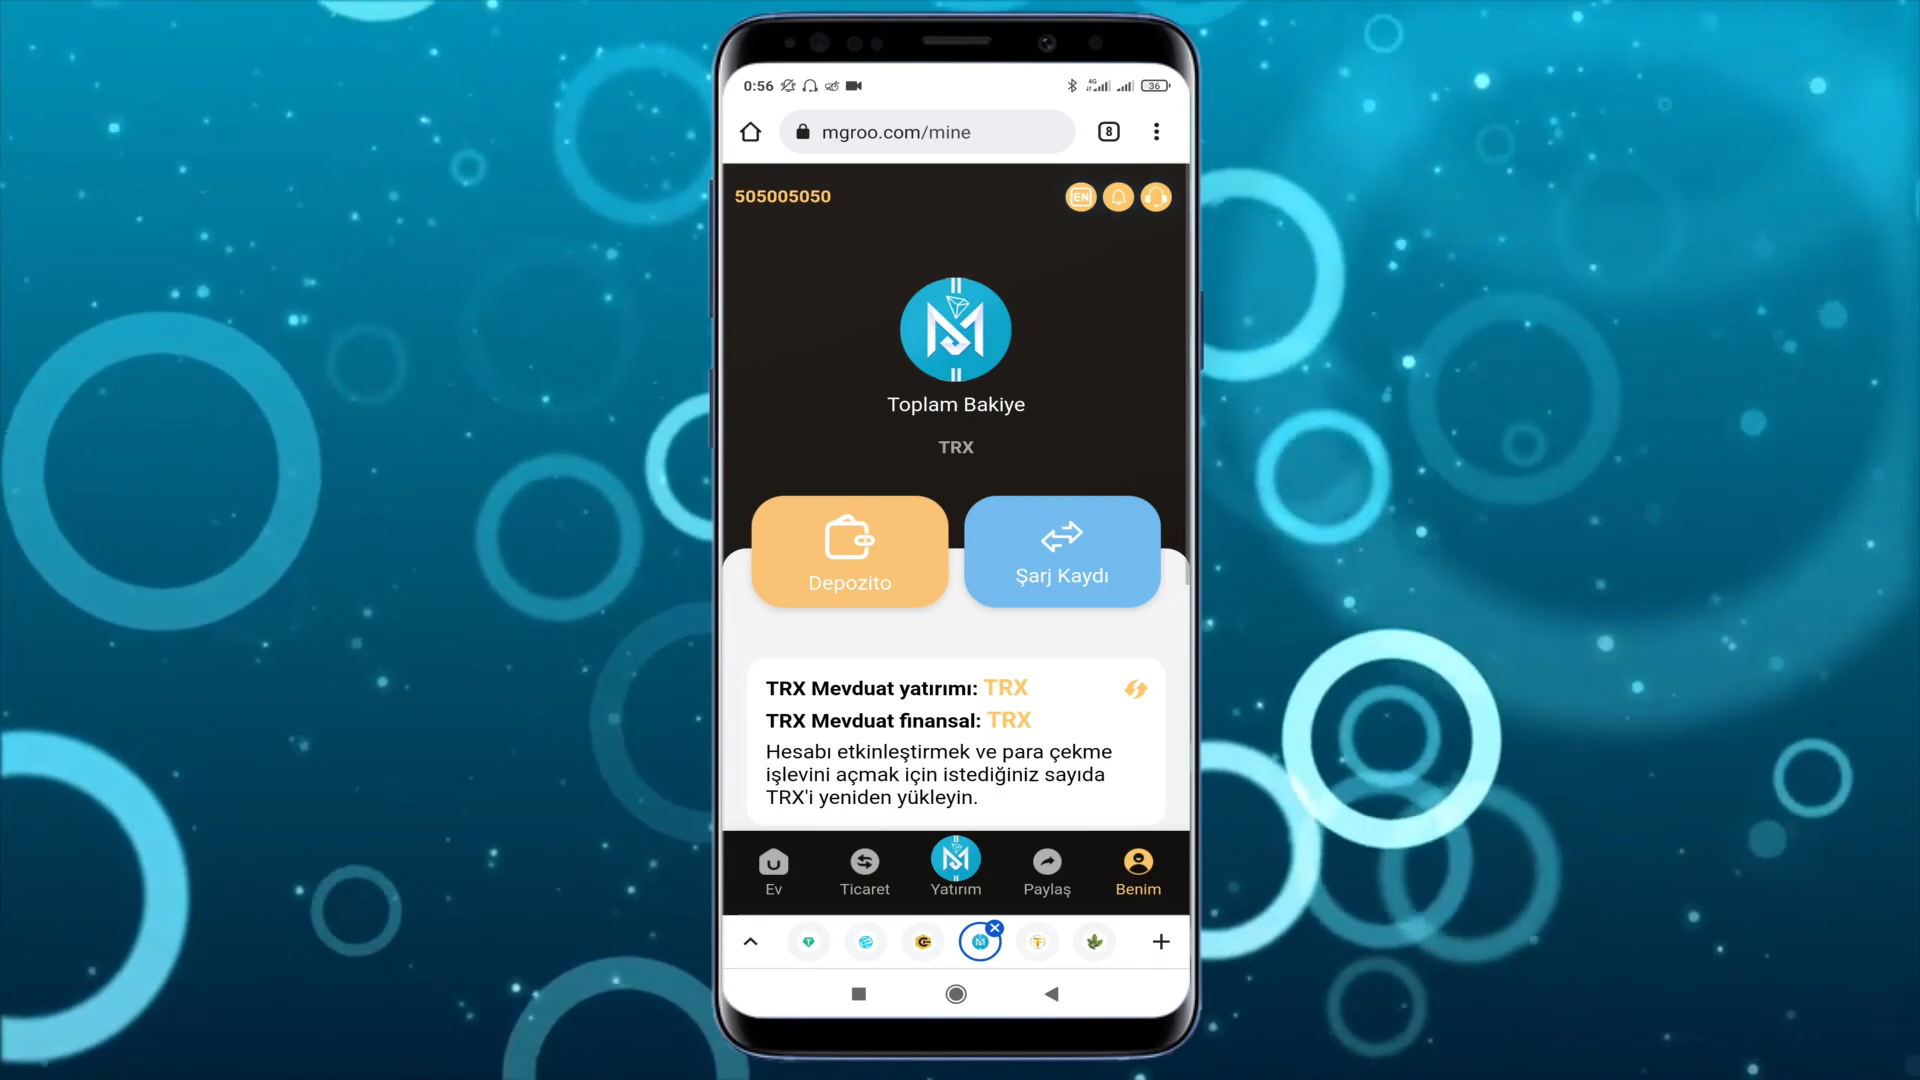 0:56
4G
36
mgroo.com/mine
8
505005050
EN
Toplam Bakiye
TRX
Depozito
Şarj Kaydı
TRX Mevduat yatırımı: TRX
TRX Mevduat finansal: TRX
Hesabı etkinleştirmek ve para çekme
işlevini açmak için istediğiniz sayıda
TRX'i yeniden yükleyin.
Ev
Ticaret
Yatırım
Paylaş
Benim